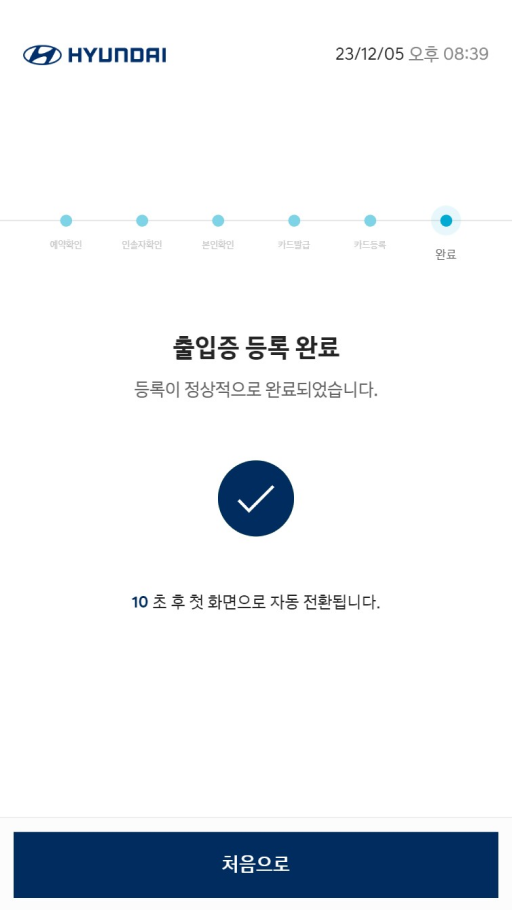 HYUNDAI
23/12/05 오후 08:39
예약확인 인솔자확인 본인확인 카드발급 카드등록 완료
출입증 등록 완료
등록이 정상적으로 완료되었습니다.
10 초 후 첫 화면으로 자동 전환됩니다.
처음으로